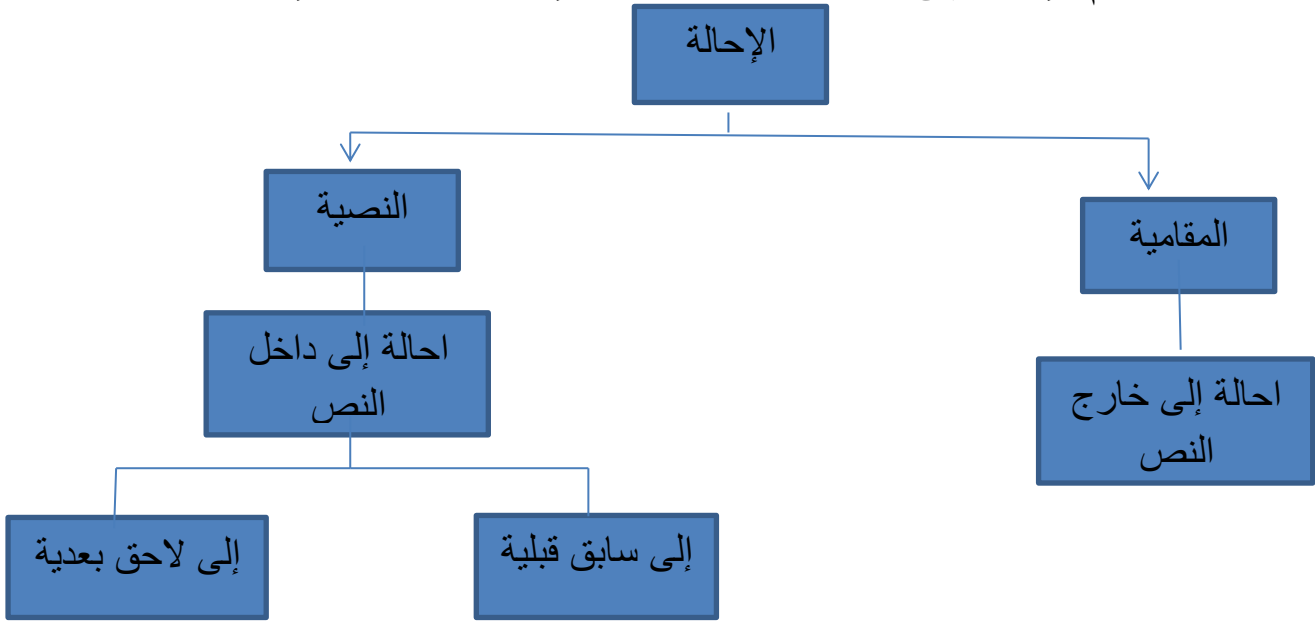 الإحالة
المقامية
النصية
احالة إلى خارج
النص
احالة إلى داخل
النص
إلى سابق قبلية
إلى لاحق بعدية